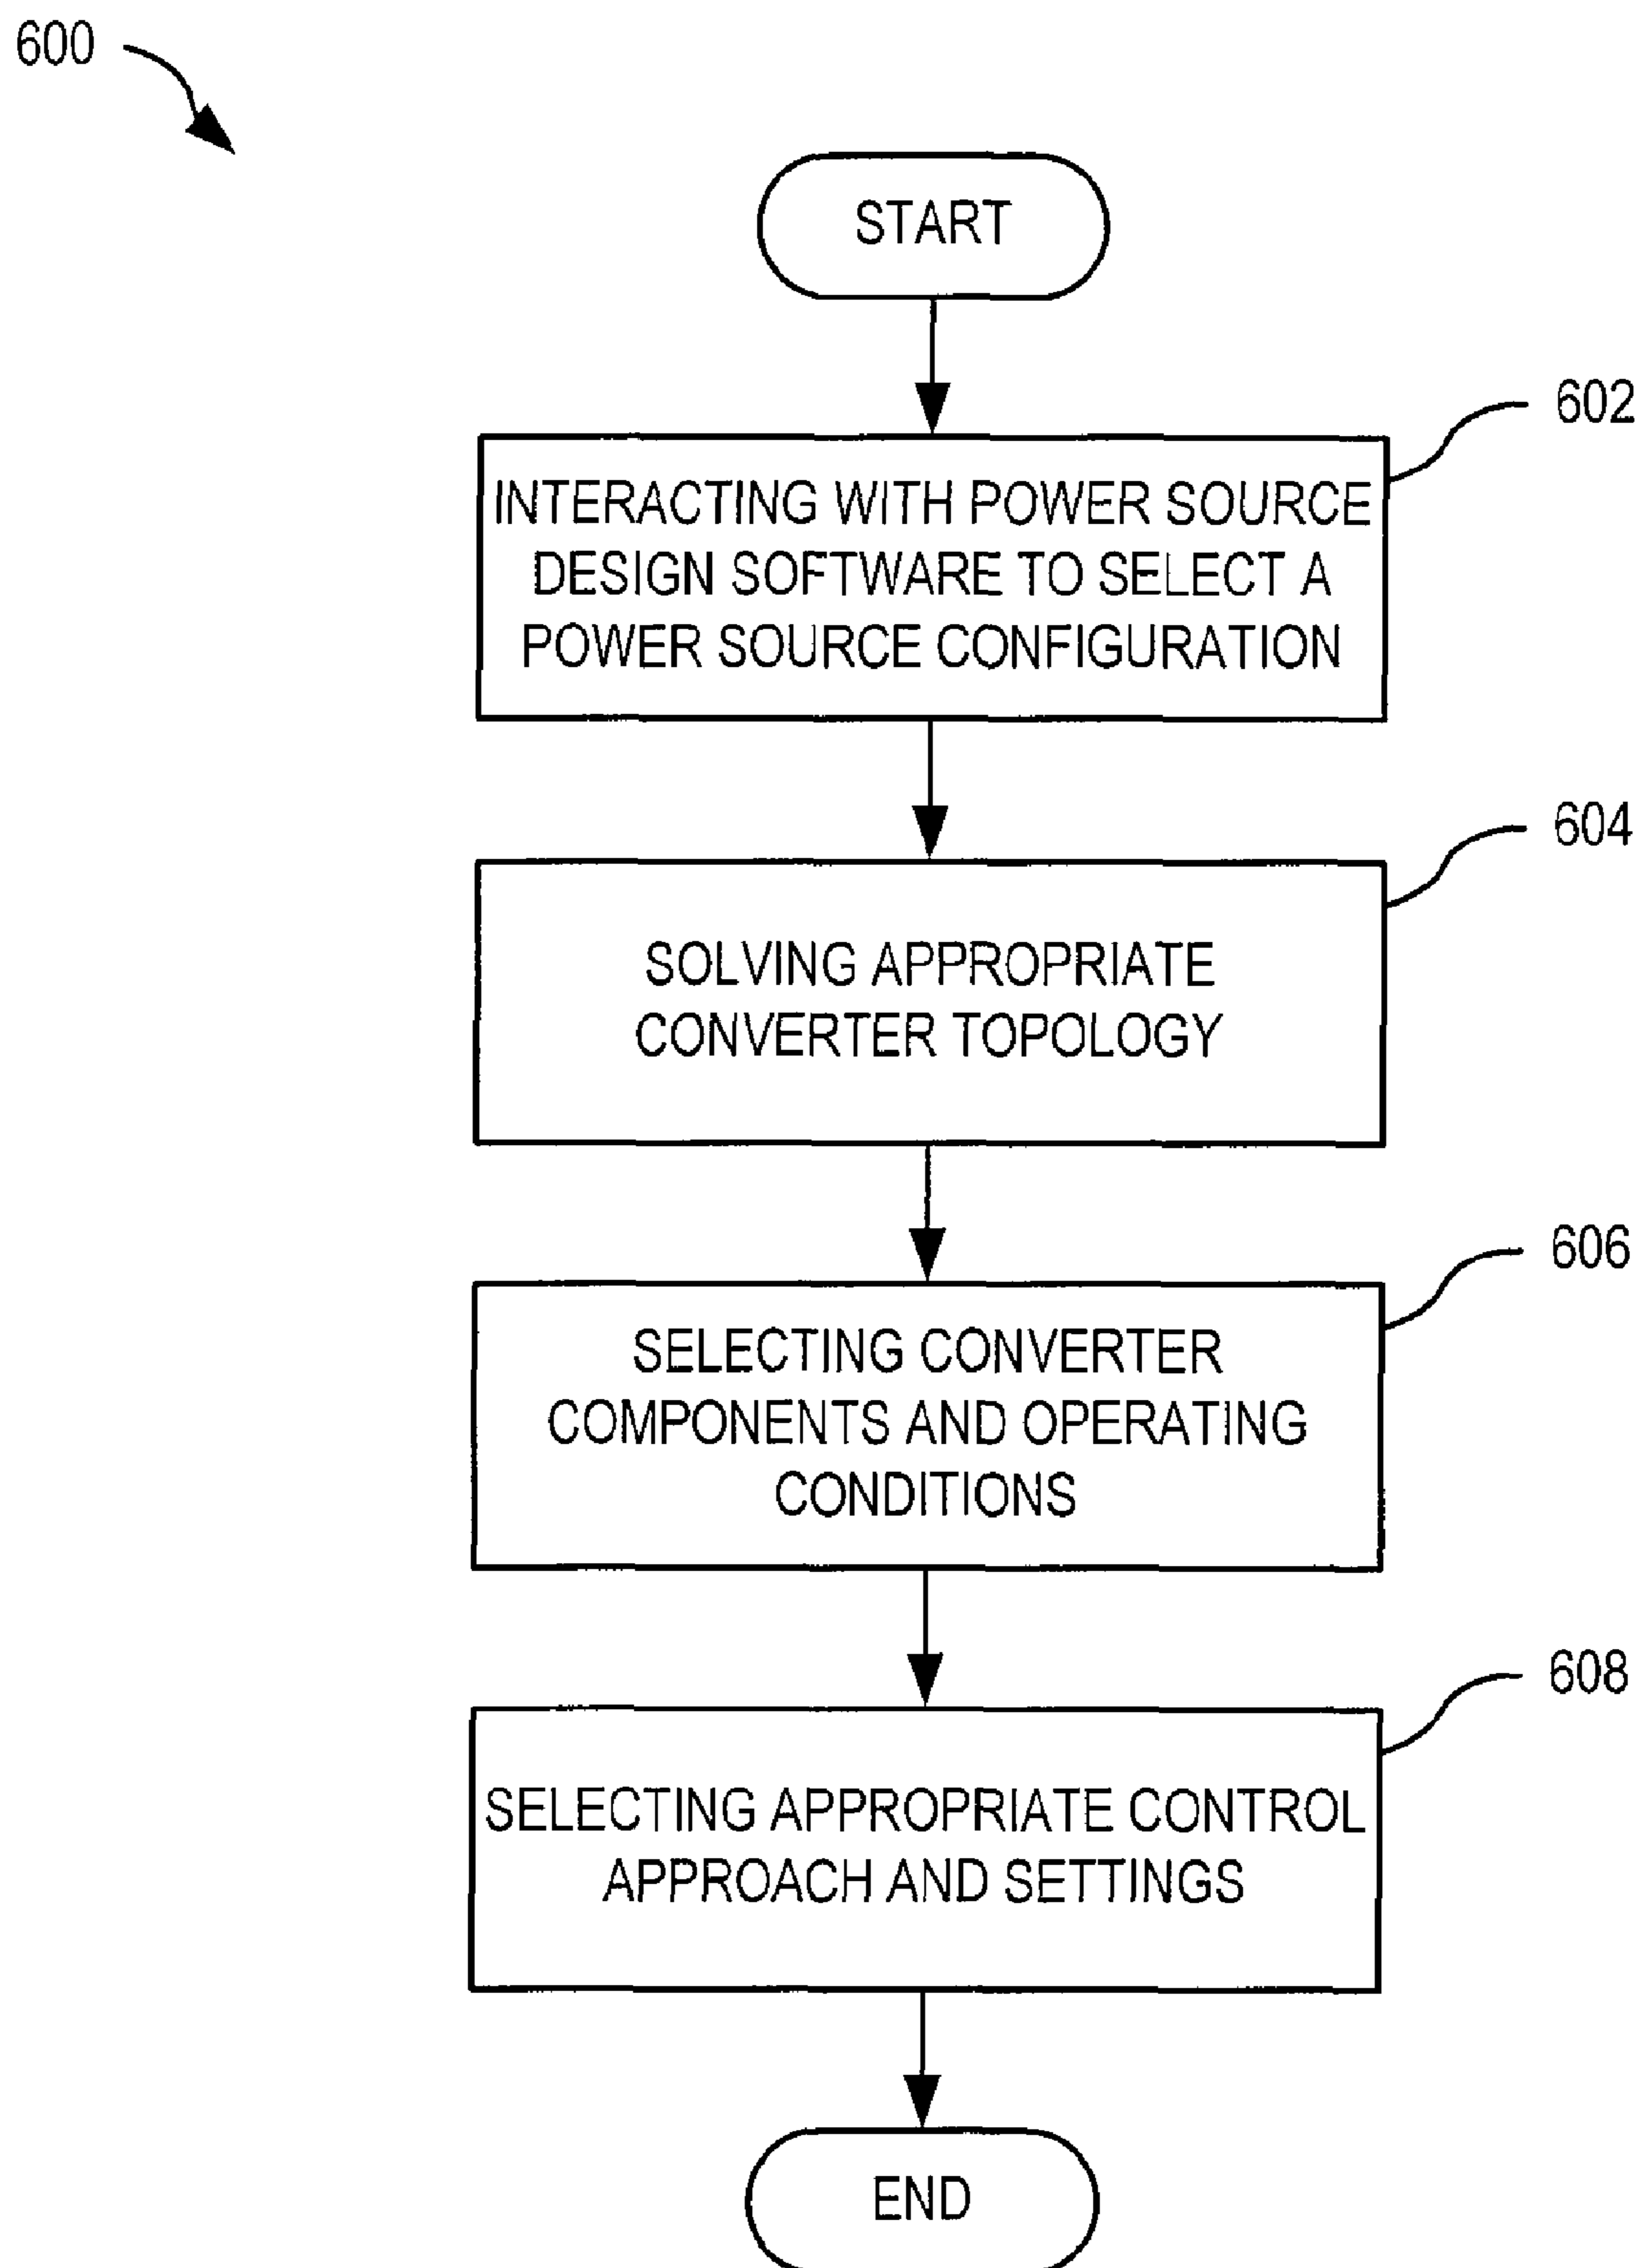 600
START
602
INTERACTING WITH POWER SOURCE
DESIGN SOFTWARE TO SELECT A
POWER SOURCE CONFIGURATION
604
SOLVING APPROPRIATE
CONVERTER TOPOLOGY
606
SELECTING CONVERTER
COMPONENTS AND OPERATING
CONDITIONS
608
SELECTING APPROPRIATE CONTROL
APPROACH AND SETTINGS
END